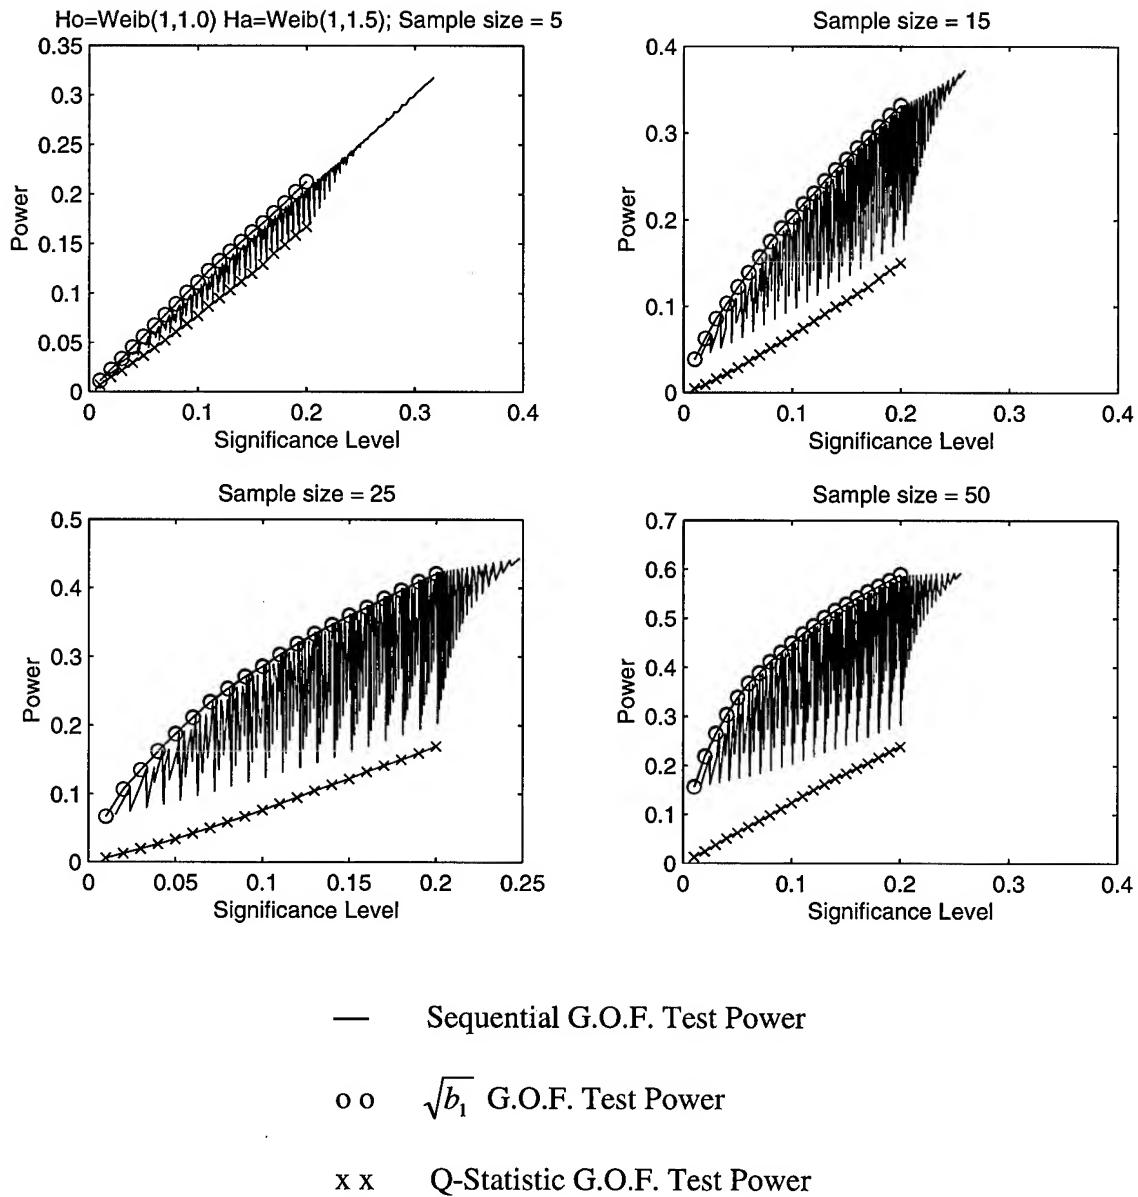 Ho=Weib(1,1.0) Ha=Weib(1,1.5); Sample size = 5
0.35
0.3
0.25
0.2
0.15
0.1
0.05
0
Power
0 0.1 0.2 0.3 0.4
Significance Level
Sample size = 15
0.4
0.3
0.2
0.1
0
Power
0 0.1 0.2 0.3 0.4
Significance Level
Sample size = 25
0.5
0.4
0.3
0.2
0.1
0
Power
0 0.05 0.1 0.15 0.2 0.25
Significance Level
Sample size = 50
0.7
0.6
0.5
0.4
0.3
0.2
0.1
0
Power
0 0.1 0.2 0.3 0.4
Significance Level
— Sequential G.O.F. Test Power
o o √b₁ G.O.F. Test Power
x x Q-Statistic G.O.F. Test Power